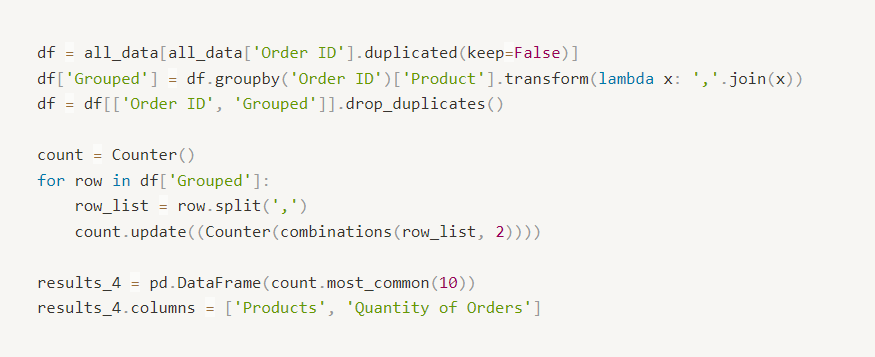 df = all_data[all_data['Order ID'].duplicated(keep=False)]
df['Grouped'] = df.groupby('Order ID')['Product'].transform(lambda x: ','.join(x))
df = df[['Order ID', 'Grouped']].drop_duplicates()

count = Counter()
for row in df['Grouped']:
    row_list = row.split(',')
    count.update((Counter(combinations(row_list, 2))))

results_4 = pd.DataFrame(count.most_common(10))
results_4.columns = ['Products', 'Quantity of Orders']